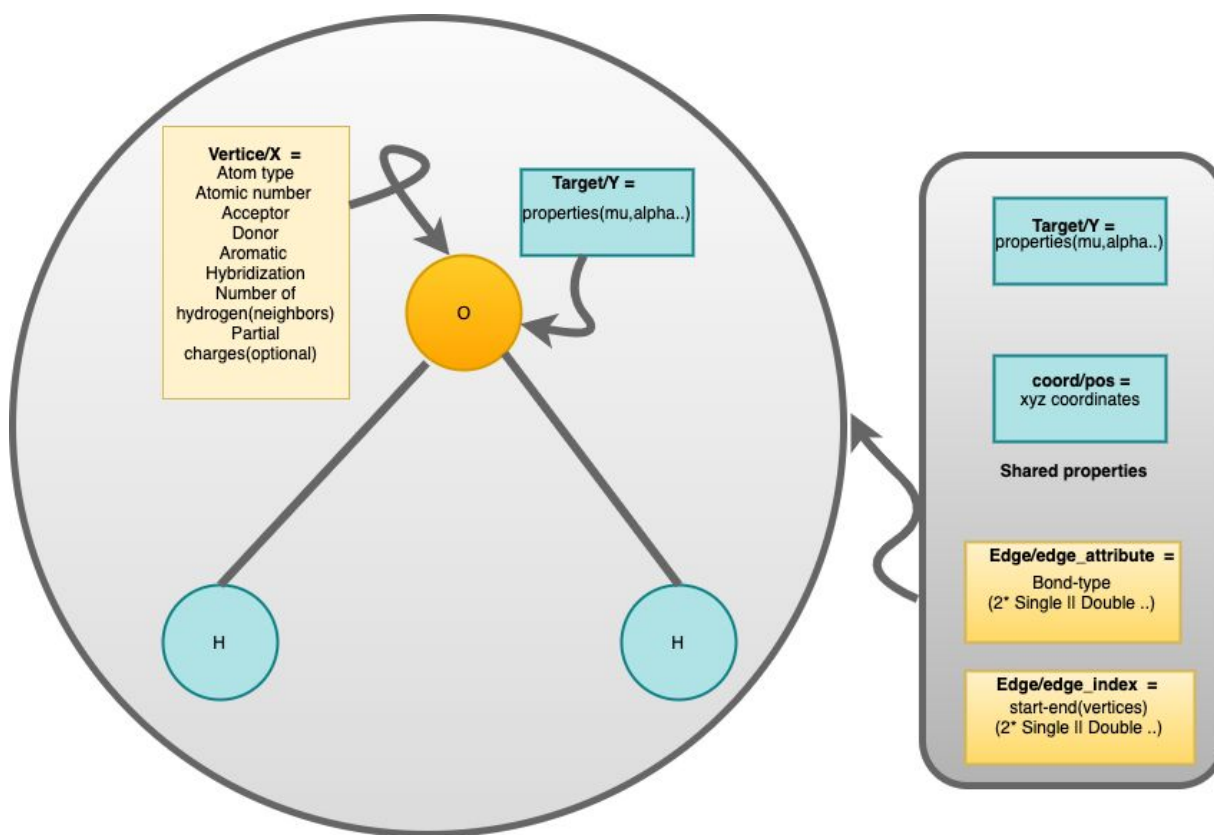 Vertice/X =
Atom type
Atomic number
Acceptor
Donor
Aromatic
Hybridization
Number of
hydrogen(neighbors)
Partial
charges(optional)
Target/Y =
properties(mu,alpha..)
O
H
H
Target/Y =
properties(mu,alpha..)
coord/pos =
xyz coordinates
Shared properties
Edge/edge_attribute =
Bond-type
(2* Single II Double ..)
Edge/edge_index =
start-end(vertices)
(2* Single II Double ..)